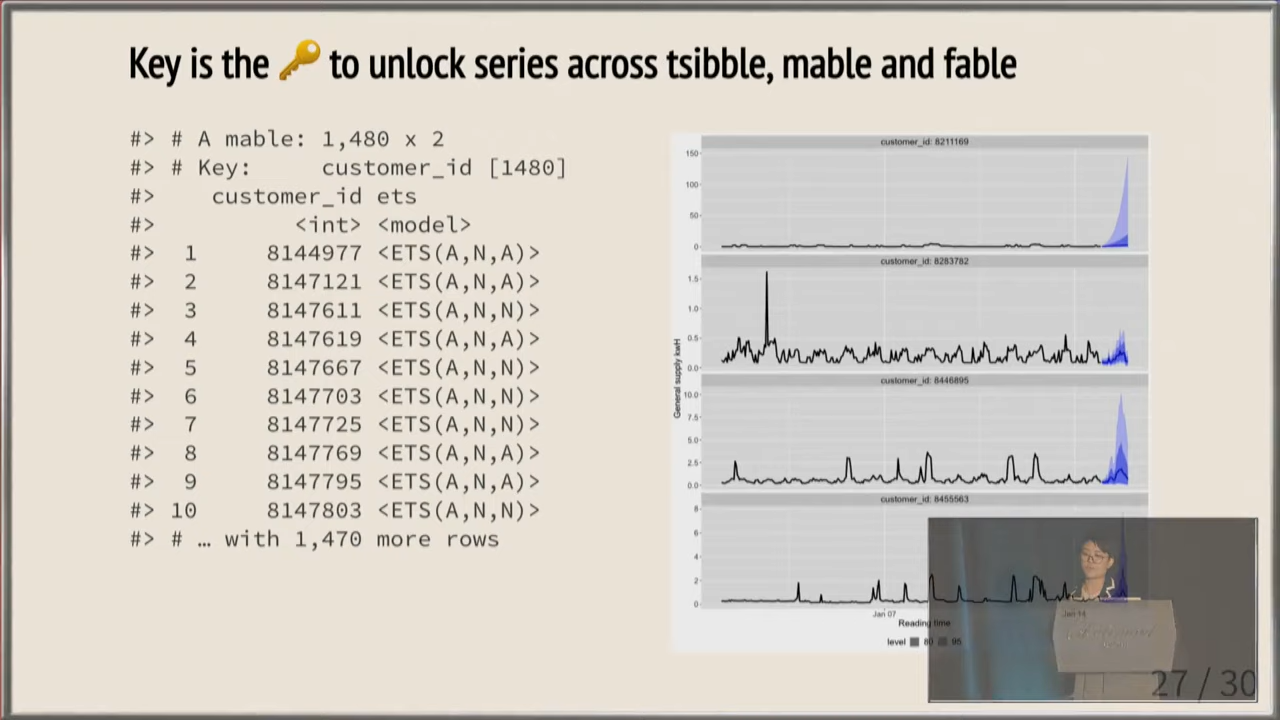 Key is the 🔑 to unlock series across tsibble, mable and fable
#> # A mable: 1,480 x 2
#> # Key:     customer_id [1480]
#>    customer_id ets
#>          <int> <model>
#>  1     8144977 <ETS(A,N,A)>
#>  2     8147121 <ETS(A,N,A)>
#>  3     8147611 <ETS(A,N,N)>
#>  4     8147619 <ETS(A,N,A)>
#>  5     8147667 <ETS(A,N,N)>
#>  6     8147703 <ETS(A,N,N)>
#>  7     8147725 <ETS(A,N,N)>
#>  8     8147769 <ETS(A,N,A)>
#>  9     8147795 <ETS(A,N,N)>
#> 10     8147803 <ETS(A,N,N)>
#> # … with 1,470 more rows
customer_id: 8211169
150
100
50
0
customer_id: 8283782
1.5
1.0
0.5
0.0
General supply kwH
customer_id: 8446895
10.0
7.5
5.0
2.5
0.0
customer_id: 8455563
8
6
4
2
0
Jan 07
Jan 14
Reading time
level 80 95
27 / 30